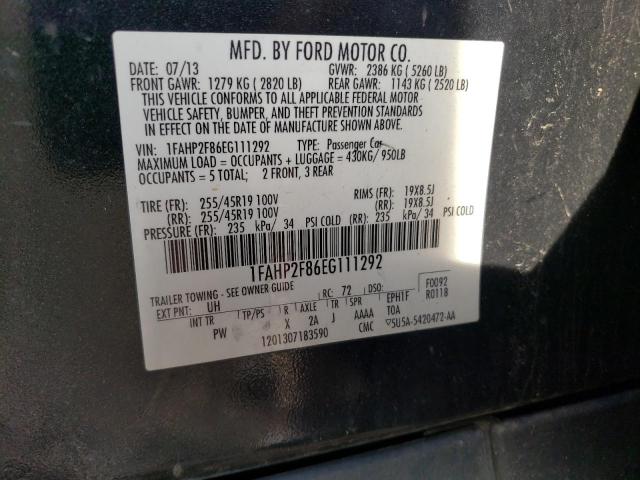 MFD. BY FORD MOTOR CO.
DATE: 07/13 GVWR: 2386 KG ( 5260 LB)
FRONT GAWR: 1279 KG ( 2820 LB) REAR GAWR: 1143 KG ( 2520 LB)
THIS VEHICLE CONFORMS TO ALL APPLICABLE FEDERAL MOTOR
VEHICLE SAFETY, BUMPER, AND THEFT PREVENTION STANDARDS
IN EFFECT ON THE DATE OF MANUFACTURE SHOWN ABOVE.
VIN: 1FAHP2F86EG111292 TYPE: Passenger Car
MAXIMUM LOAD = OCCUPANTS + LUGGAGE = 430KG/ 950LB
OCCUPANTS = 5 TOTAL; 2 FRONT, 3 REAR
TIRE (FR): 255/45R19 100V RIMS (FR): 19X8.5J
(RR): 255/45R19 100V (RR): 19X8.5J
PRESSURE (FR): 235 kPa/ 34 PSI COLD (RR): 235 kPa/ 34 PSI COLD
1FAHP2F86EG111292
TRAILER TOWING - SEE OWNER GUIDE
EXT PNT: UH RC: 72 DSO: F0092
R0118
INT TR TP/PS R AXLE TR SPR EPH1F
PW X 2A J AAAA TOA
1201307183590 CMC 5U5A-5420472-AA